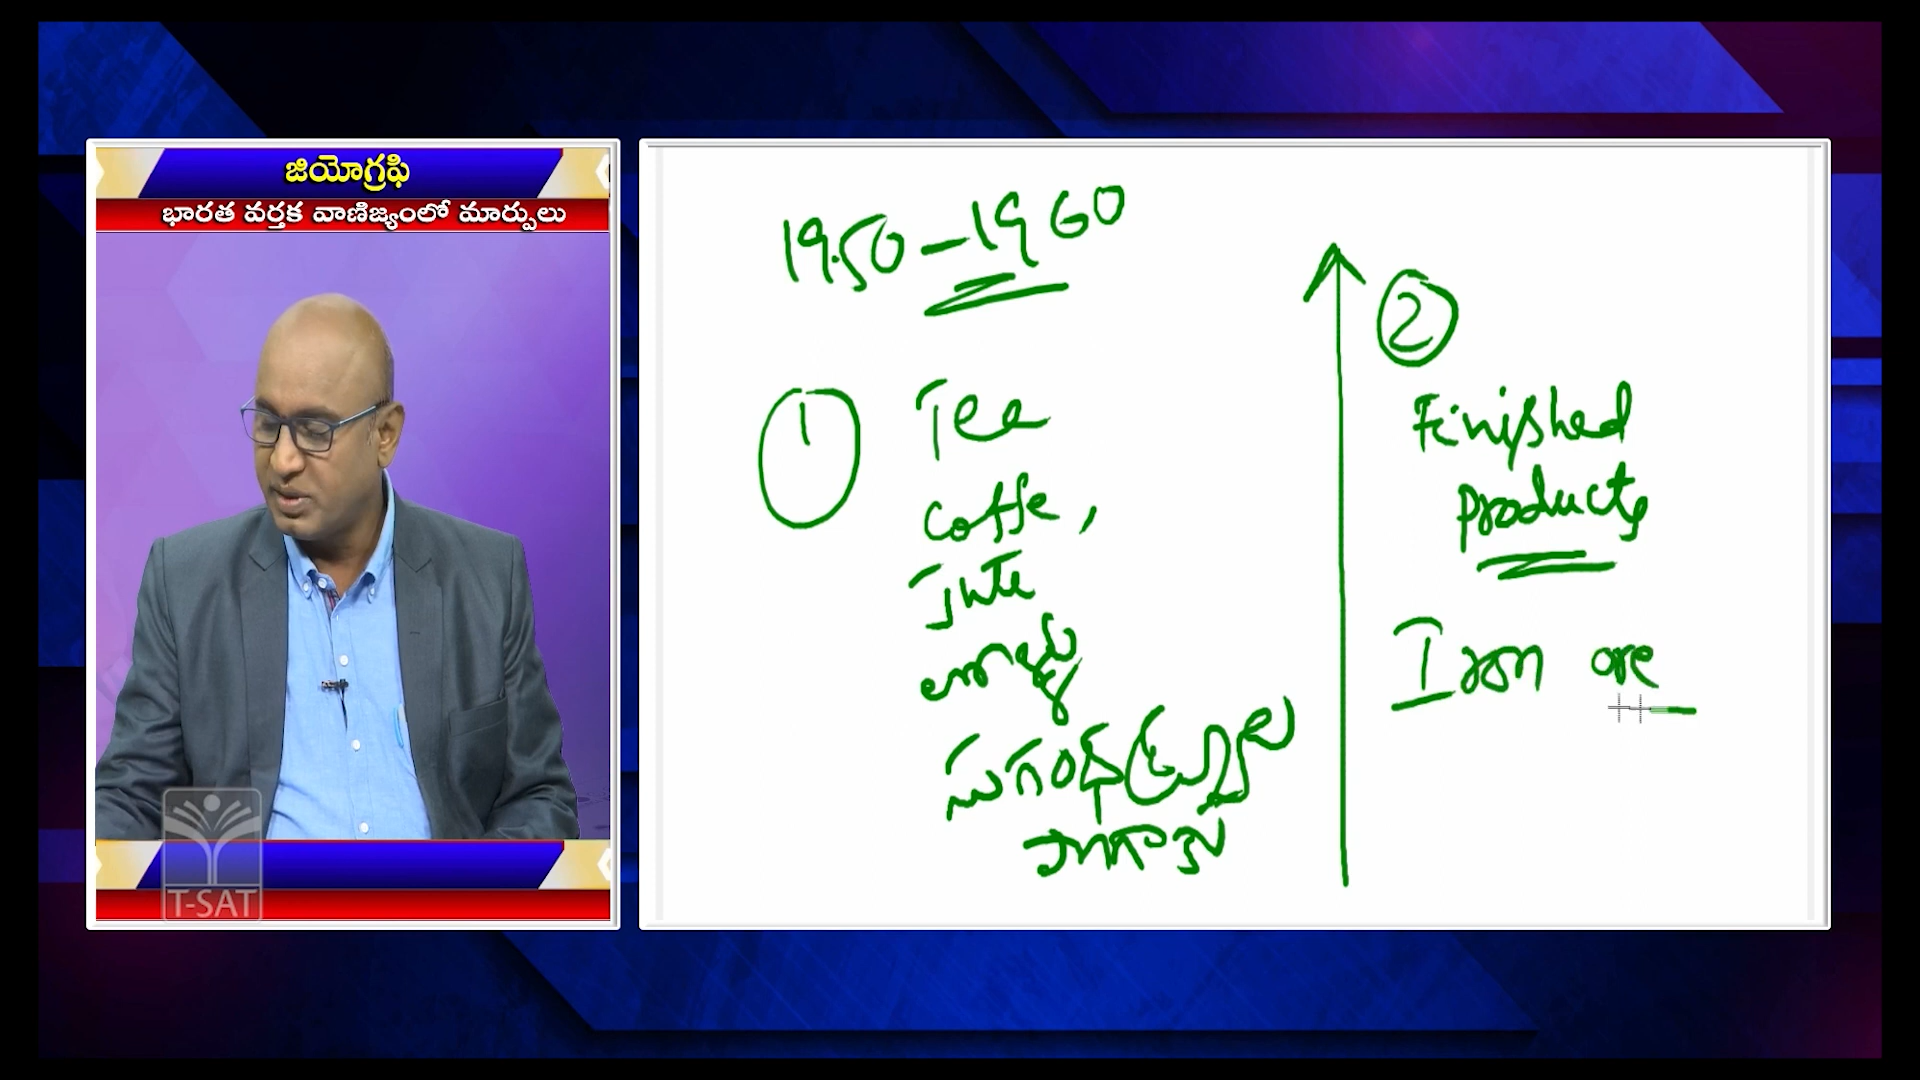 జియోగ్రఫి
భారత వర్తక వాణిజ్యంలో మార్పులు
T-SAT
1950 - 1960
1
Tea
Coffe,
Jute
సుగంధద్రవ్యాలు
పొగాకు
2
Finished
products
Iron ore